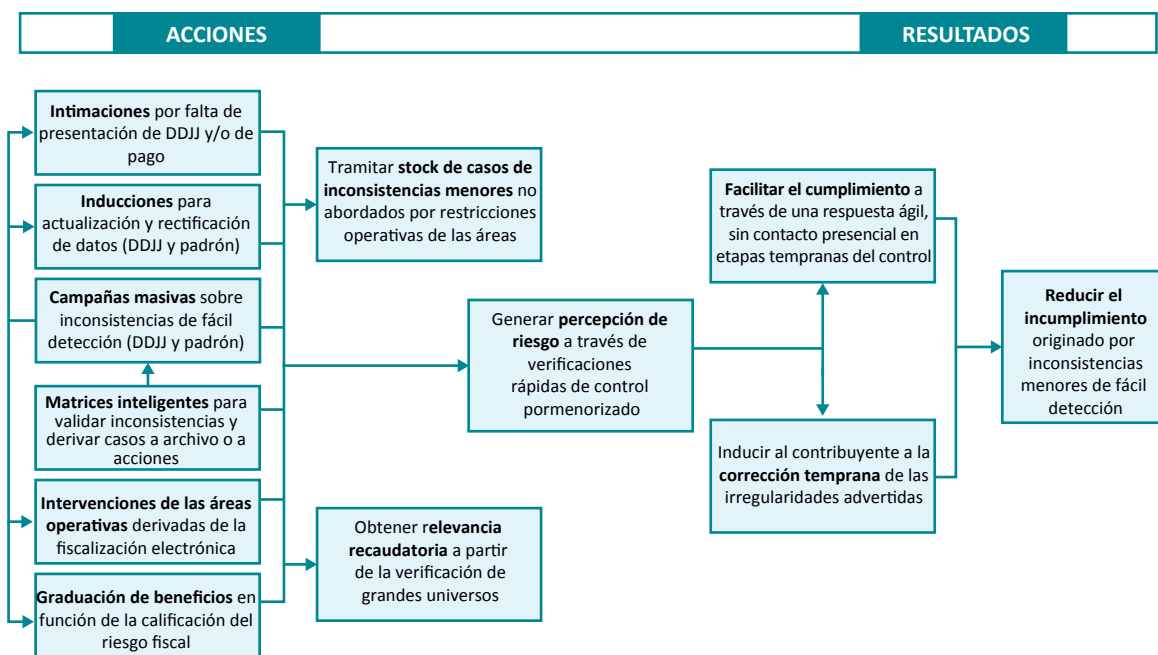 ACCIONES
RESULTADOS
Intimaciones por falta de
presentación de DDJJ y/o de
pago
Inducciones para
actualización y rectificación
de datos (DDJJ y padrón)
Campañas masivas sobre
inconsistencias de fácil
detección (DDJJ y padrón)
Matrices inteligentes para
validar inconsistencias y
derivar casos a archivo o a
acciones
Intervenciones de las áreas
operativas derivadas de la
fiscalización electrónica
Graduación de beneficios en
función de la calificación del
riesgo fiscal
Tramitar stock de casos de
inconsistencias menores no
abordados por restricciones
operativas de las áreas
Obtener relevancia
recaudatoria a partir
de la verificación de
grandes universos
Generar percepción de
riesgo a través de
verificaciones
rápidas de control
pormenorizado
Facilitar el cumplimiento a
través de una respuesta ágil,
sin contacto presencial en
etapas tempranas del control
Inducir al contribuyente a la
corrección temprana de las
irregularidades advertidas
Reducir el
incumplimiento
originado por
inconsistencias
menores de fácil
detección